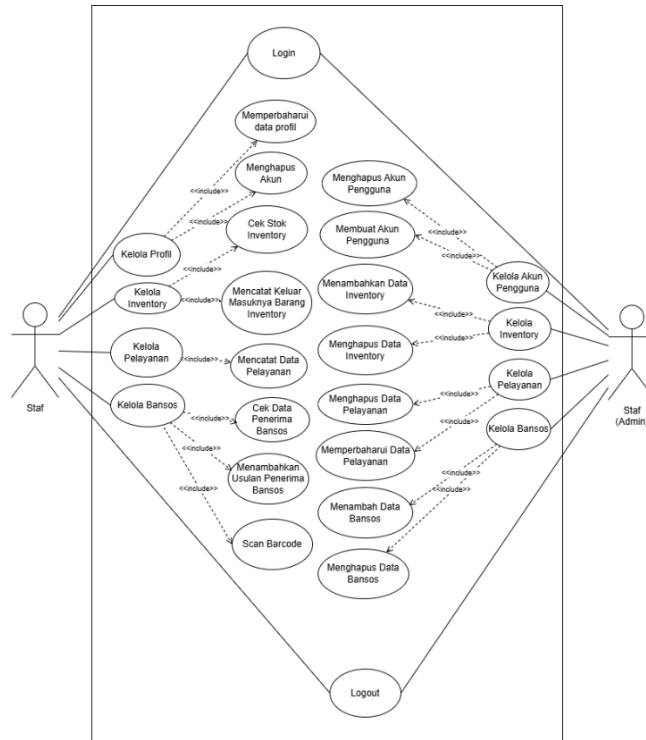 Login
Memperbaharui
data profil
<<include>>
Menghapus
Akun
<<include>>
Menghapus Akun
Pengguna
<<include>>
Cek Stok
Inventory
Membuat Akun
Pengguna
<<include>>
Kelola Profil
<<include>>
Kelola Akun
Pengguna
Kelola
Inventory
<<include>>
Mencatat Keluar
Masuknya Barang
Inventory
Menambahkan Data
Inventory
<<include>>
Kelola
Inventory
Staf
Kelola
Pelayanan
<<include>>
Mencatat Data
Pelayanan
Menghapus Data
Inventory
<<include>>
Staf
(Admin)
Kelola
Pelayanan
Kelola Bansos
<<include>>
Cek Data
Penerima
Bansos
Menghapus Data
Pelayanan
<<include>>
Kelola Bansos
<<include>>
Menambahkan
Usulan Penerima
Bansos
Memperbaharui Data
Pelayanan
<<include>>
<<include>>
Scan Barcode
Menambah Data
Bansos
<<include>>
<<include>>
Menghapus Data
Bansos
Logout